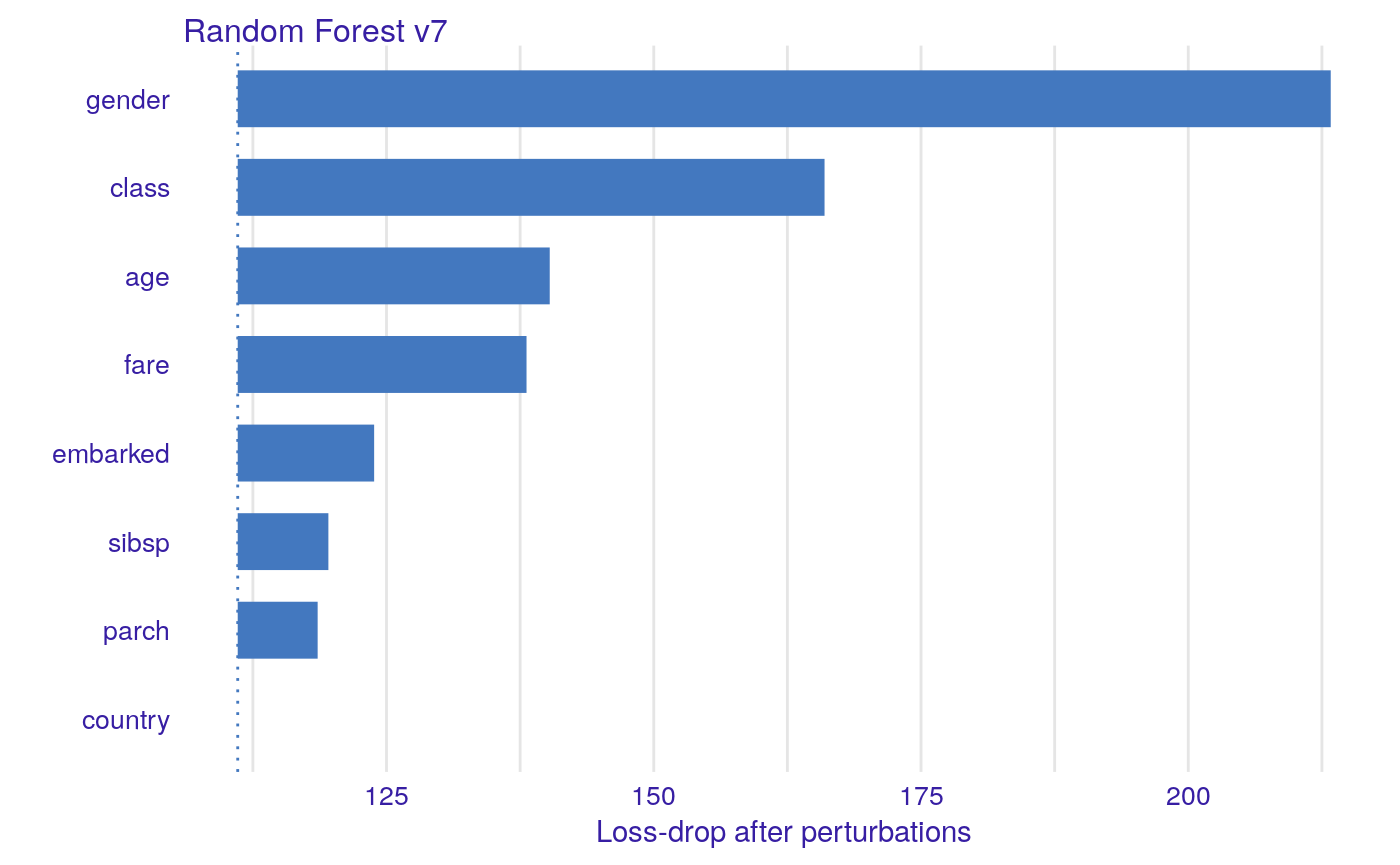 Random Forest v7
gender
class
age
fare
embarked
sibsp
parch
country
125 150 175 200
Loss-drop after perturbations